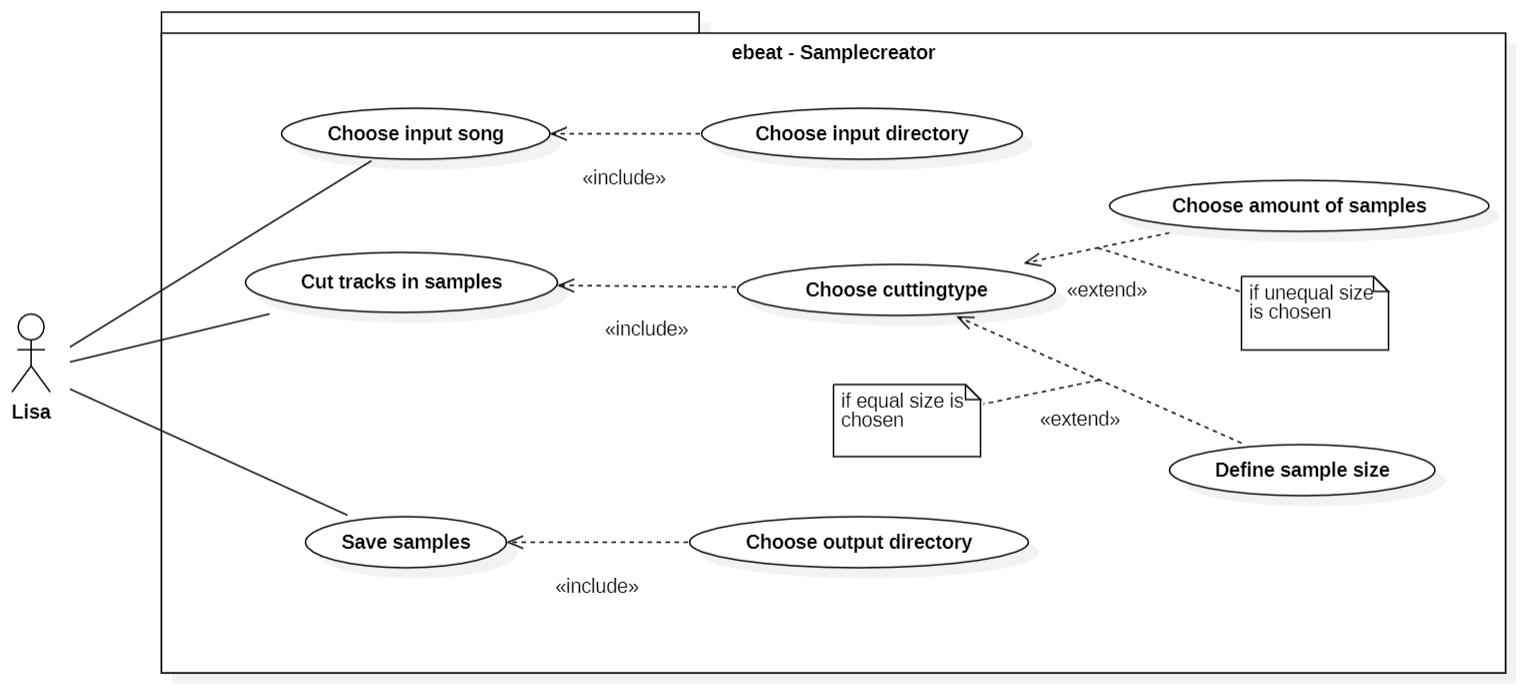 ebeat - Samplecreator
Choose input song
Choose input directory
«include»
Choose amount of samples
Cut tracks in samples
Choose cuttingtype
«extend»
if unequal size
is chosen
«include»
if equal size is
chosen
«extend»
Lisa
Define sample size
Save samples
Choose output directory
«include»